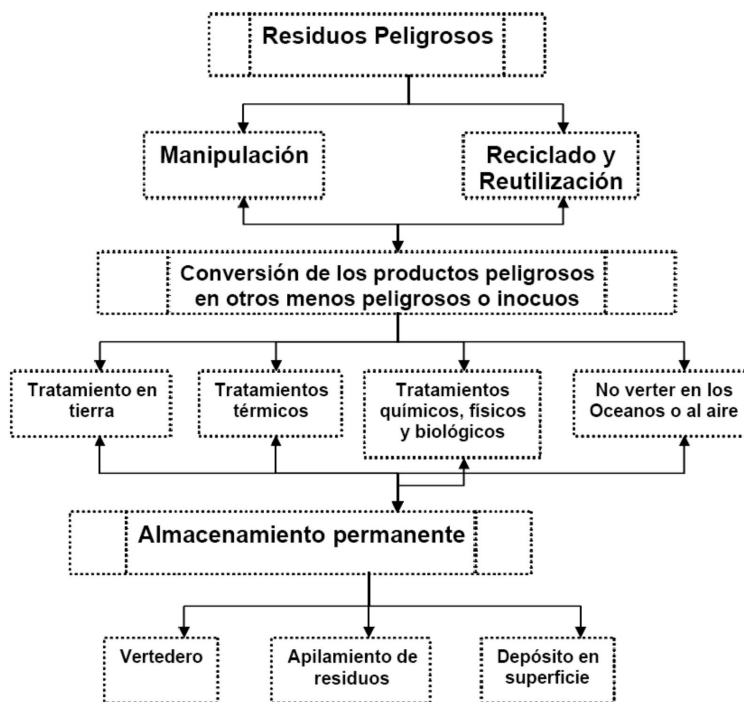 Residuos Peligrosos
Manipulación
Reciclado y
Reutilización
Conversión de los productos peligrosos
en otros menos peligrosos o inocuos
Tratamiento en
tierra
Tratamientos
térmicos
Tratamientos
químicos, físicos
y biológicos
No verter en los
Oceanos o al aire
Almacenamiento permanente
Vertedero
Apilamiento de
residuos
Depósito en
superficie